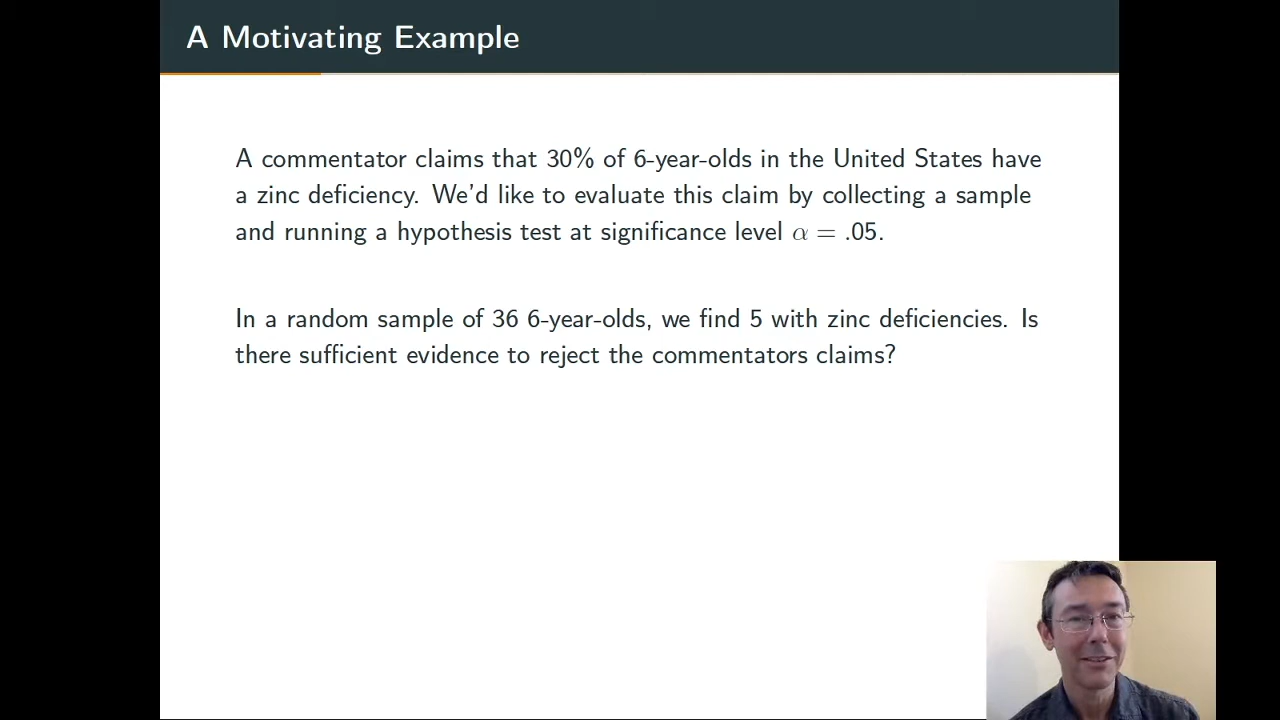 A Motivating Example
A commentator claims that 30% of 6-year-olds in the United States have
a zinc deficiency. We'd like to evaluate this claim by collecting a sample
and running a hypothesis test at significance level α = .05.
In a random sample of 36 6-year-olds, we find 5 with zinc deficiencies. Is
there sufficient evidence to reject the commentators claims?